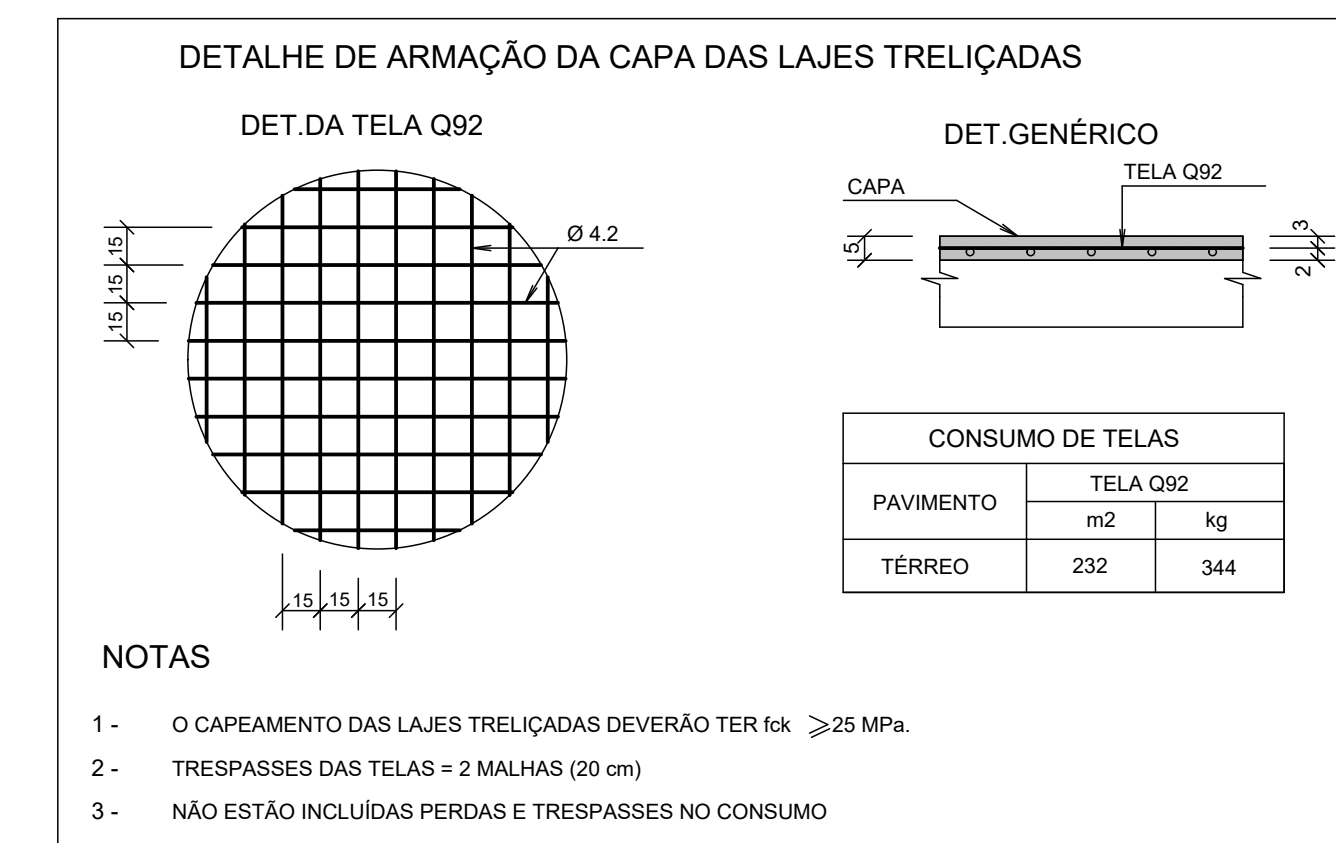 DETALHE DE ARMAÇÃO DA CAPA DAS LAJES TRELIÇADAS
DET.DA TELA Q92
Ø 4.2
15
15
15
15 15 15
DET.GENÉRICO
CAPA
TELA Q92
5
3
2
CONSUMO DE TELAS
PAVIMENTO
TELA Q92
m2 kg
TÉRREO 232 344
NOTAS
1 - O CAPEAMENTO DAS LAJES TRELIÇADAS DEVERÃO TER fck ⩾25 MPa.
2 - TRESPASSES DAS TELAS = 2 MALHAS (20 cm)
3 - NÃO ESTÃO INCLUÍDAS PERDAS E TRESPASSES NO CONSUMO